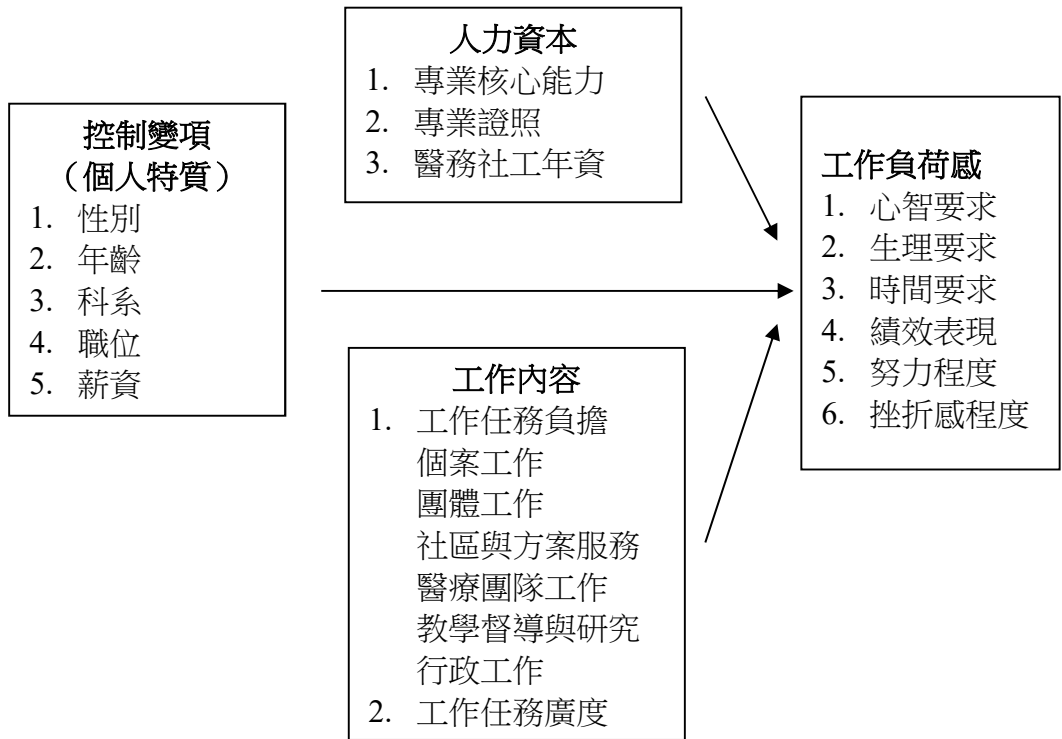 人力資本
1. 專業核心能力
2. 專業證照
3. 醫務社工年資
控制變項
（個人特質）
1. 性別
2. 年齡
3. 科系
4. 職位
5. 薪資
工作內容
1. 工作任務負擔
個案工作
團體工作
社區與方案服務
醫療團隊工作
教學督導與研究
行政工作
2. 工作任務廣度
工作負荷感
1. 心智要求
2. 生理要求
3. 時間要求
4. 績效表現
5. 努力程度
6. 挫折感程度